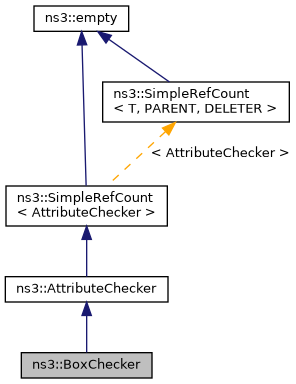 ns3::empty
ns3::SimpleRefCount
< T, PARENT, DELETER >
< AttributeChecker >
ns3::SimpleRefCount
< AttributeChecker >
ns3::AttributeChecker
ns3::BoxChecker